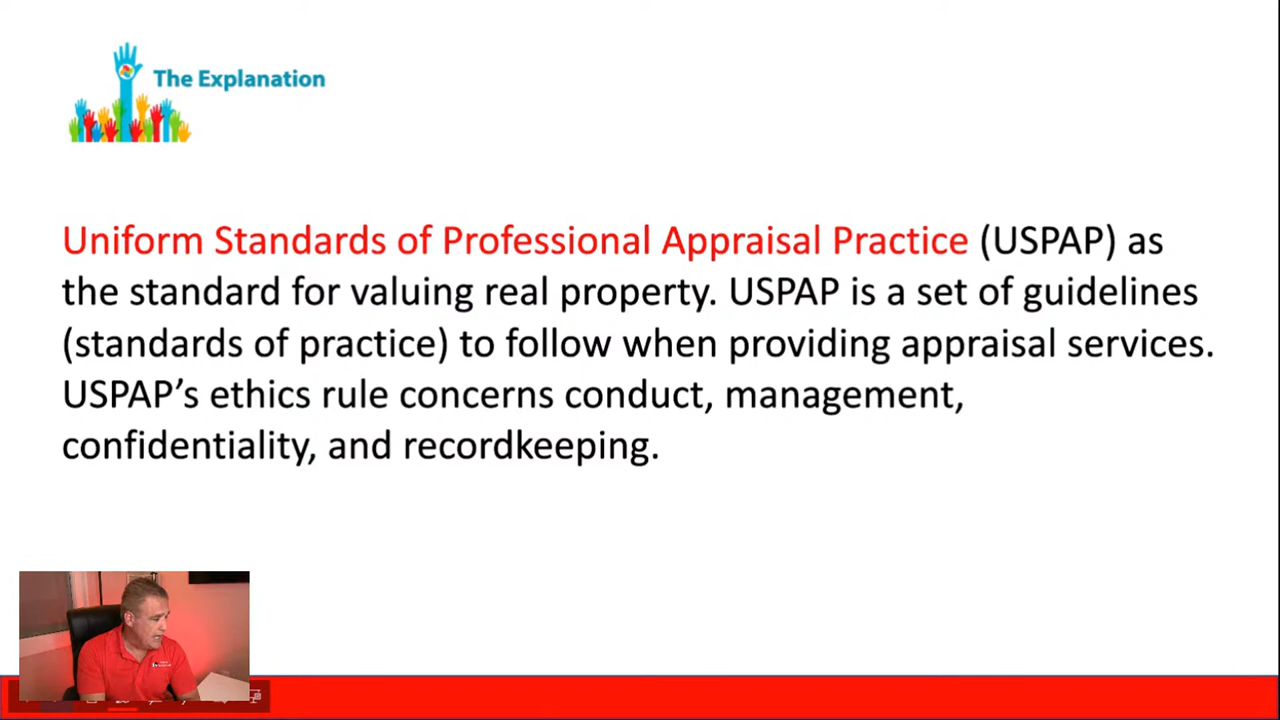 The Explanation
Uniform Standards of Professional Appraisal Practice (USPAP) as
the standard for valuing real property. USPAP is a set of guidelines
(standards of practice) to follow when providing appraisal services.
USPAP’s ethics rule concerns conduct, management,
confidentiality, and recordkeeping.